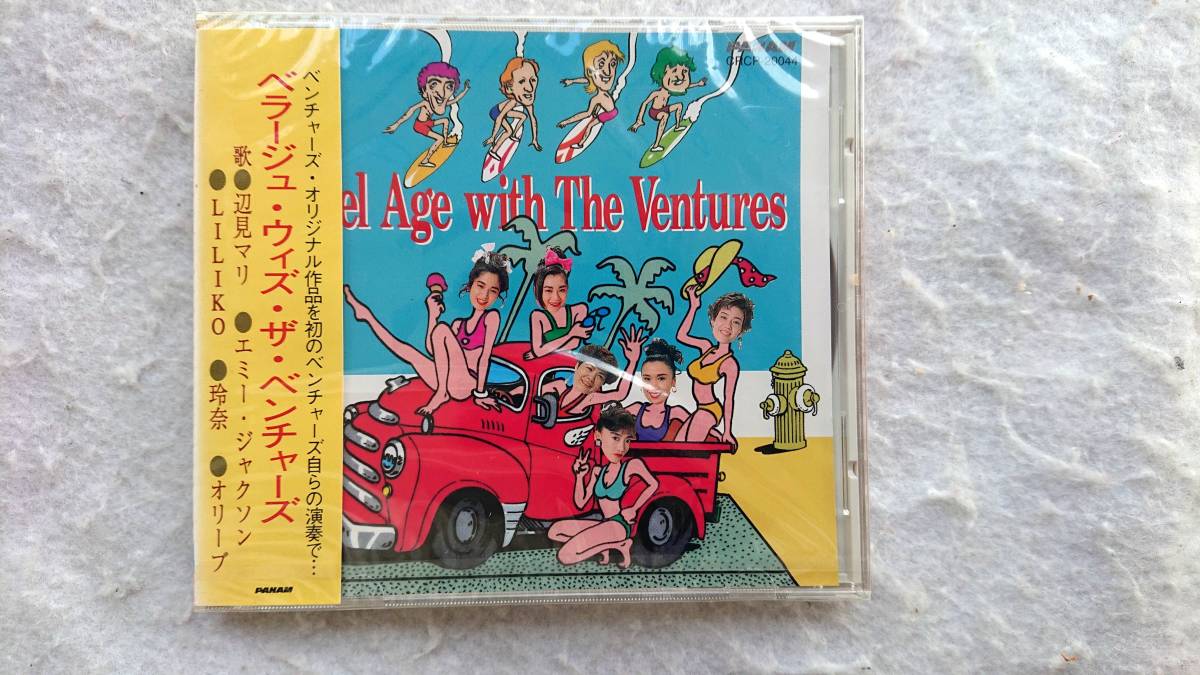 ベンチャーズ・オリジナル作品を初のベンチャーズ自らの演奏で…
ベラージュ・ウィズ・ザ・ベンチャーズ
歌●辺見マリ ●エミー・ジャクソン
●LILIKO ●玲奈 ●オリーブ
PANAM
PANAM
CRCP-20044
el Age with The Ventures